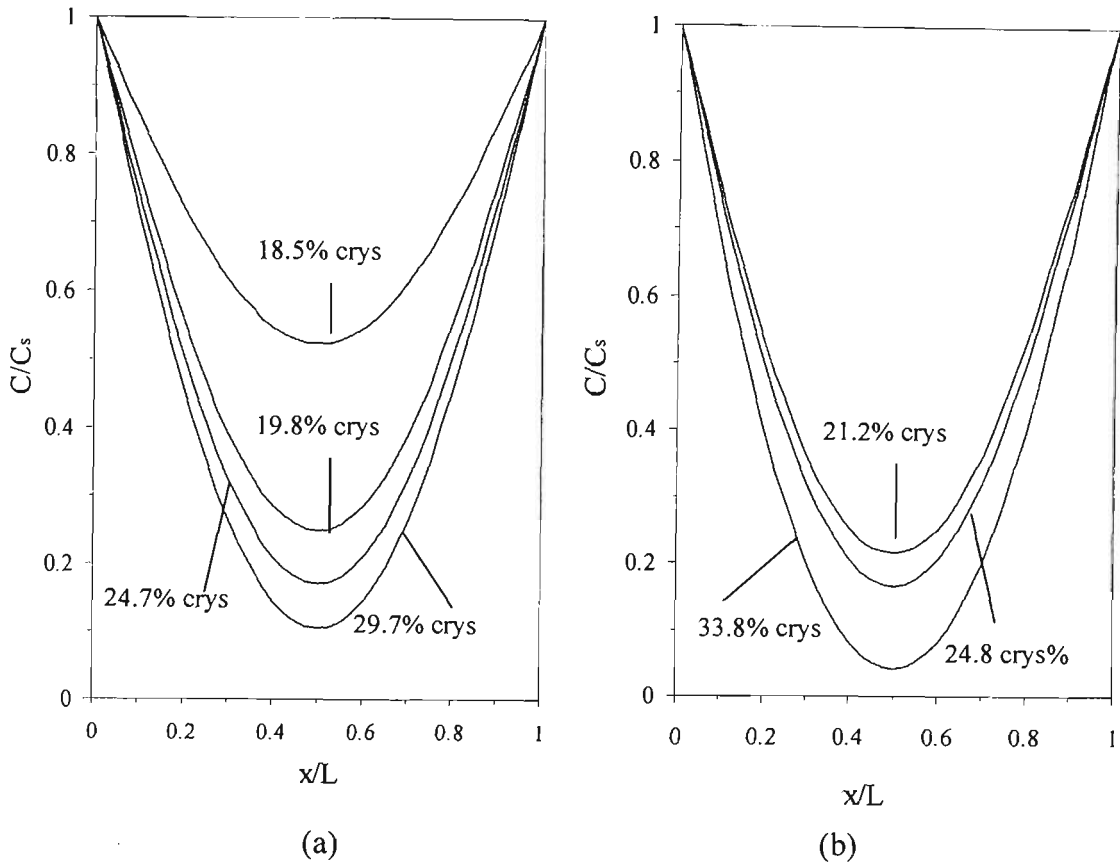 1
0.8
0.6
0.4
0.2
0
C/Cs
18.5% crys
19.8% crys
24.7% crys
29.7% crys
0 0.2 0.4 0.6 0.8 1
x/L
(a)
1
0.8
0.6
0.4
0.2
0
C/Cs
21.2% crys
33.8% crys
24.8 crys%
0 0.2 0.4 0.6 0.8 1
x/L
(b)